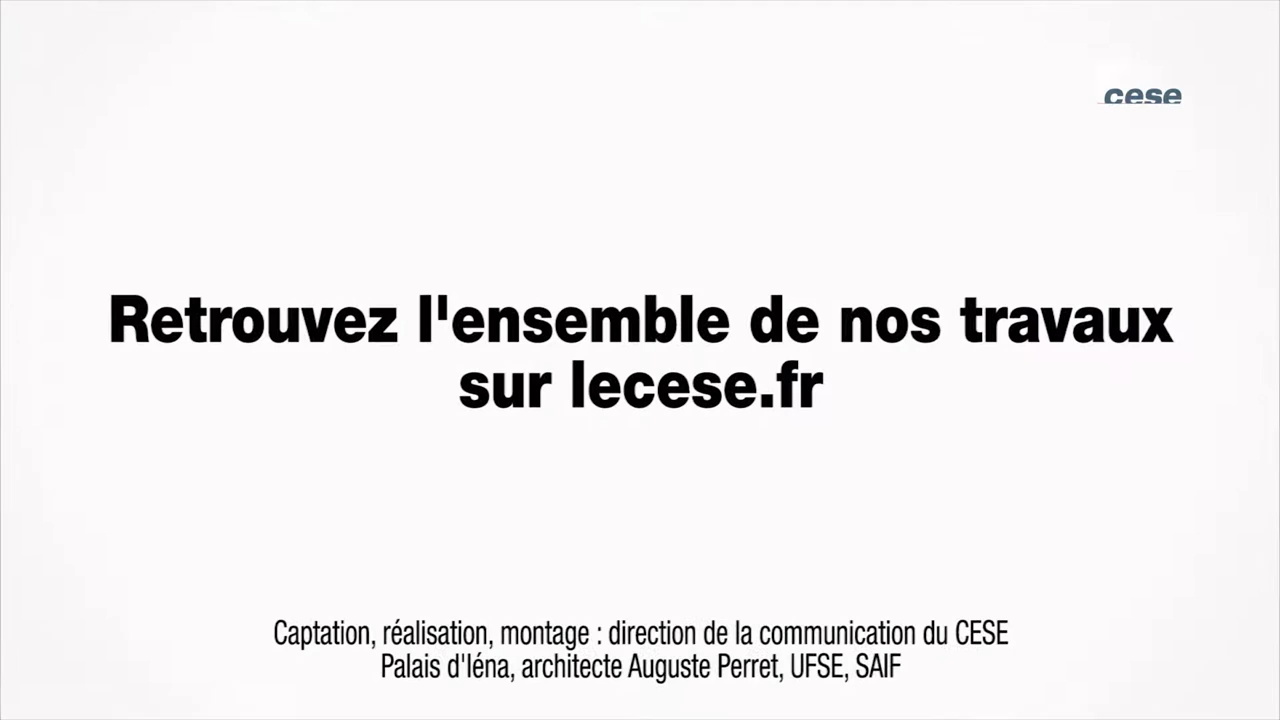 cese
Retrouvez l'ensemble de nos travaux
sur lecese.fr
Captation, réalisation, montage : direction de la communication du CESE
Palais d'Iéna, architecte Auguste Perret, UFSE, SAIF